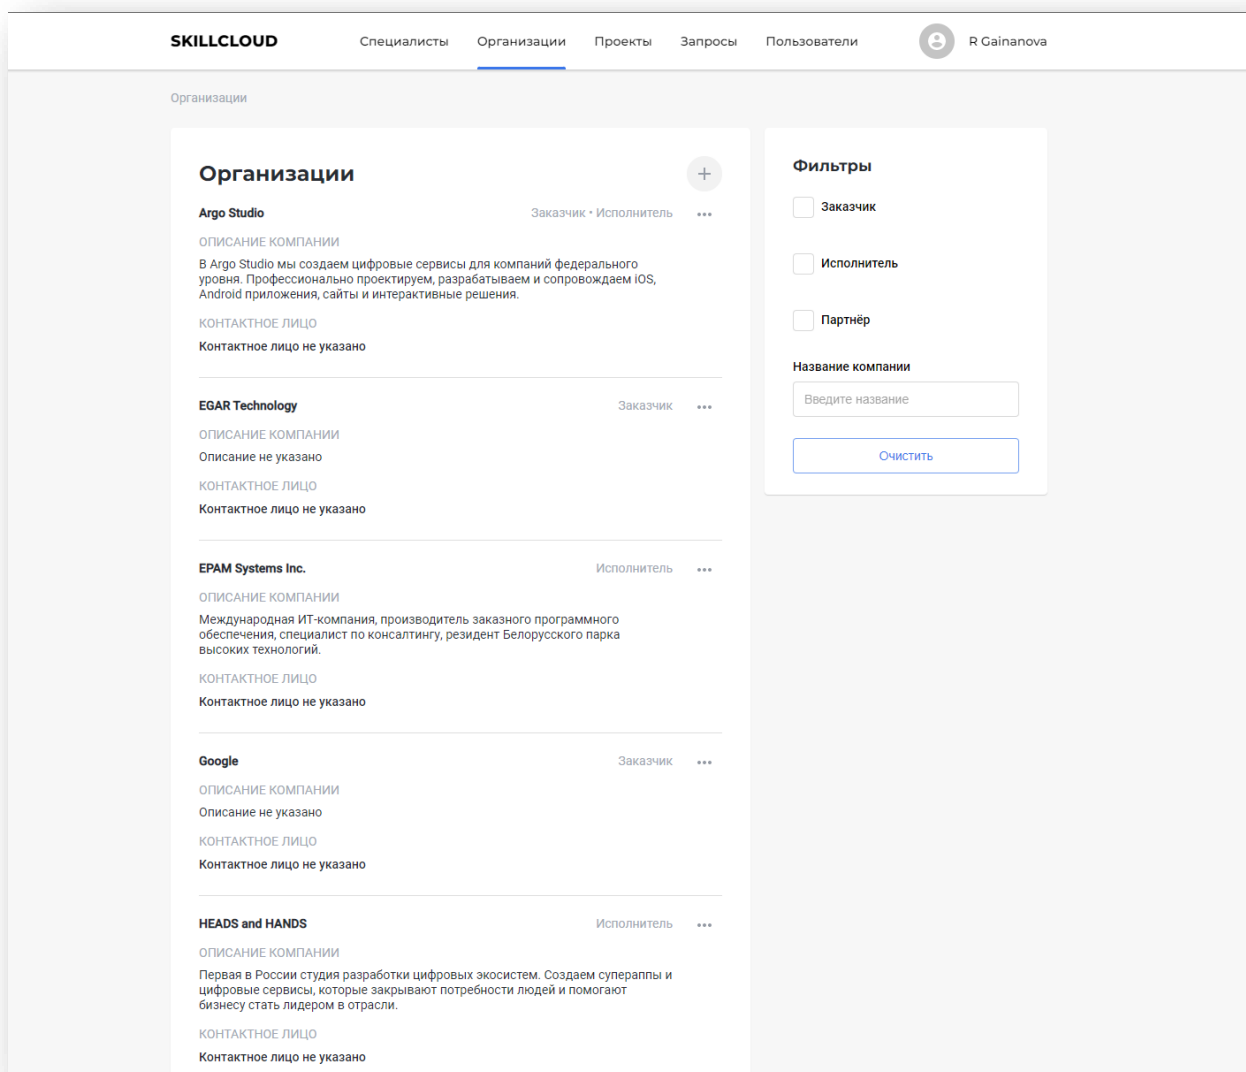 SKILLCLOUD Специалисты Организации Проекты Запросы Пользователи R Gainanova
Организации
Организации
Argo Studio Заказчик • Исполнитель
ОПИСАНИЕ КОМПАНИИ
В Argo Studio мы создаем цифровые сервисы для компаний федерального
уровня. Профессионально проектируем, разрабатываем и сопровождаем iOS,
Android приложения, сайты и интерактивные решения.
КОНТАКТНОЕ ЛИЦО
Контактное лицо не указано
EGAR Technology Заказчик
ОПИСАНИЕ КОМПАНИИ
Описание не указано
КОНТАКТНОЕ ЛИЦО
Контактное лицо не указано
EPAM Systems Inc. Исполнитель
ОПИСАНИЕ КОМПАНИИ
Международная ИТ-компания, производитель заказного программного
обеспечения, специалист по консалтингу, резидент Белорусского парка
высоких технологий.
КОНТАКТНОЕ ЛИЦО
Контактное лицо не указано
Google Заказчик
ОПИСАНИЕ КОМПАНИИ
Описание не указано
КОНТАКТНОЕ ЛИЦО
Контактное лицо не указано
HEADS and HANDS Исполнитель
ОПИСАНИЕ КОМПАНИИ
Первая в России студия разработки цифровых экосистем. Создаем супераппы и
цифровые сервисы, которые закрывают потребности людей и помогают
бизнесу стать лидером в отрасли.
КОНТАКТНОЕ ЛИЦО
Контактное лицо не указано
Фильтры
Заказчик
Исполнитель
Партнёр
Название компании
Введите название
Очистить